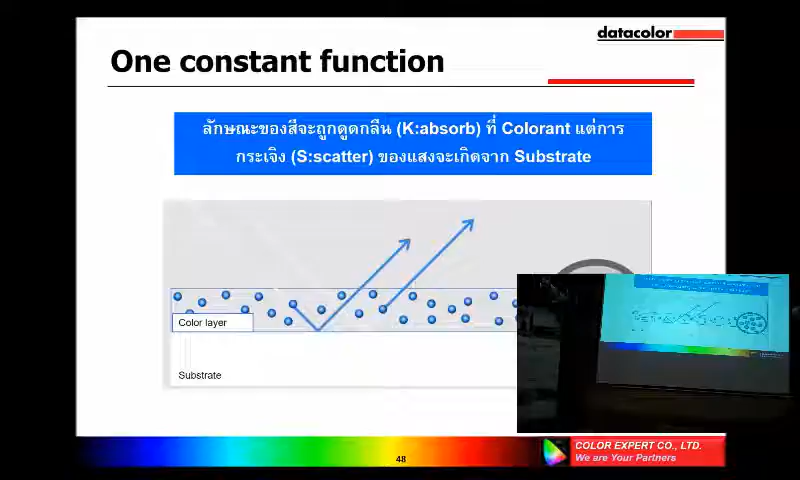 datacolor
One constant function
ลักษณะของสีจะถูกดูดกลืน (K:absorb) ที่ Colorant แต่การ
กระเจิง (S:scatter) ของแสงจะเกิดจาก Substrate
Color layer
Substrate
48
COLOR EXPERT CO., LTD.
We are Your Partners